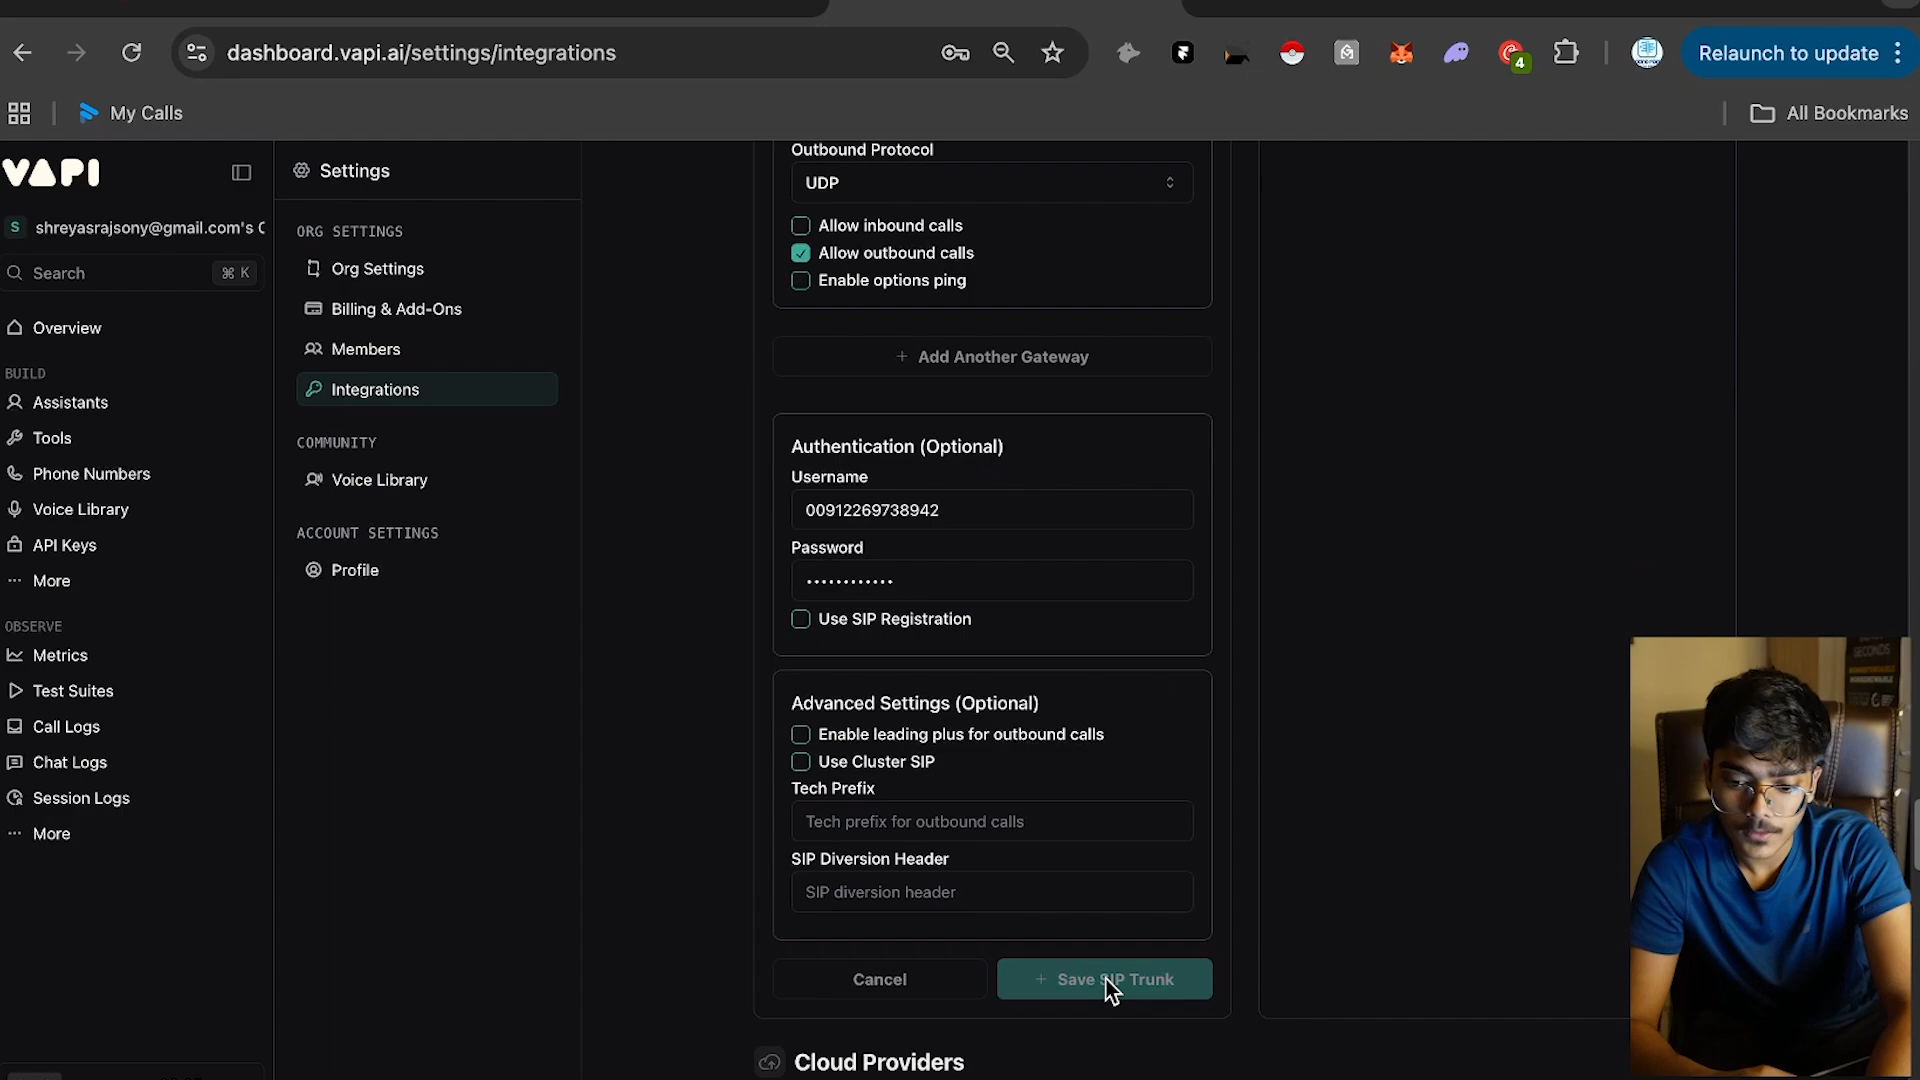 dashboard.vapi.ai/settings/integrations
4
Relaunch to update
My Calls
All Bookmarks
VAPI
S shreyasrajsony@gmail.com's
Search ⌘ K
Overview
BUILD
Assistants
Tools
Phone Numbers
Voice Library
API Keys
More
OBSERVE
Metrics
Test Suites
Call Logs
Chat Logs
Session Logs
More
Settings
ORG SETTINGS
Org Settings
Billing & Add-Ons
Members
Integrations
COMMUNITY
Voice Library
ACCOUNT SETTINGS
Profile
Outbound Protocol
UDP
Allow inbound calls
Allow outbound calls
Enable options ping
+ Add Another Gateway
Authentication (Optional)
Username
00912269738942
Password
••••••••••••
Use SIP Registration
Advanced Settings (Optional)
Enable leading plus for outbound calls
Use Cluster SIP
Tech Prefix
Tech prefix for outbound calls
SIP Diversion Header
SIP diversion header
Cancel
+ Save SIP Trunk
Cloud Providers
SECONDS